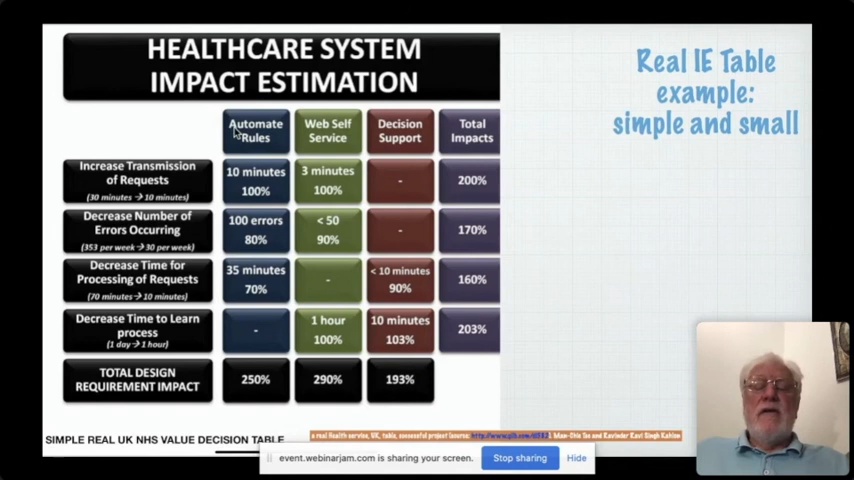 HEALTHCARE SYSTEM
IMPACT ESTIMATION
Real IE Table
example:
simple and small
Automate
Rules
Web Self
Service
Decision
Support
Total
Impacts
Increase Transmission
of Requests
(30 minutes → 10 minutes)
10 minutes
100%
3 minutes
100%
-
200%
Decrease Number of
Errors Occurring
(353 per week → 30 per week)
100 errors
80%
< 50
90%
-
170%
Decrease Time for
Processing of Requests
(70 minutes → 10 minutes)
35 minutes
70%
-
< 10 minutes
90%
160%
Decrease Time to Learn
process
(1 day → 1 hour)
-
1 hour
100%
10 minutes
103%
203%
TOTAL DESIGN
REQUIREMENT IMPACT
250%
290%
193%
SIMPLE REAL UK NHS VALUE DECISION TABLE
a real Health service, UK, table, successful project (source:
event.webinarjam.com is sharing your screen.
Stop sharing
Hide